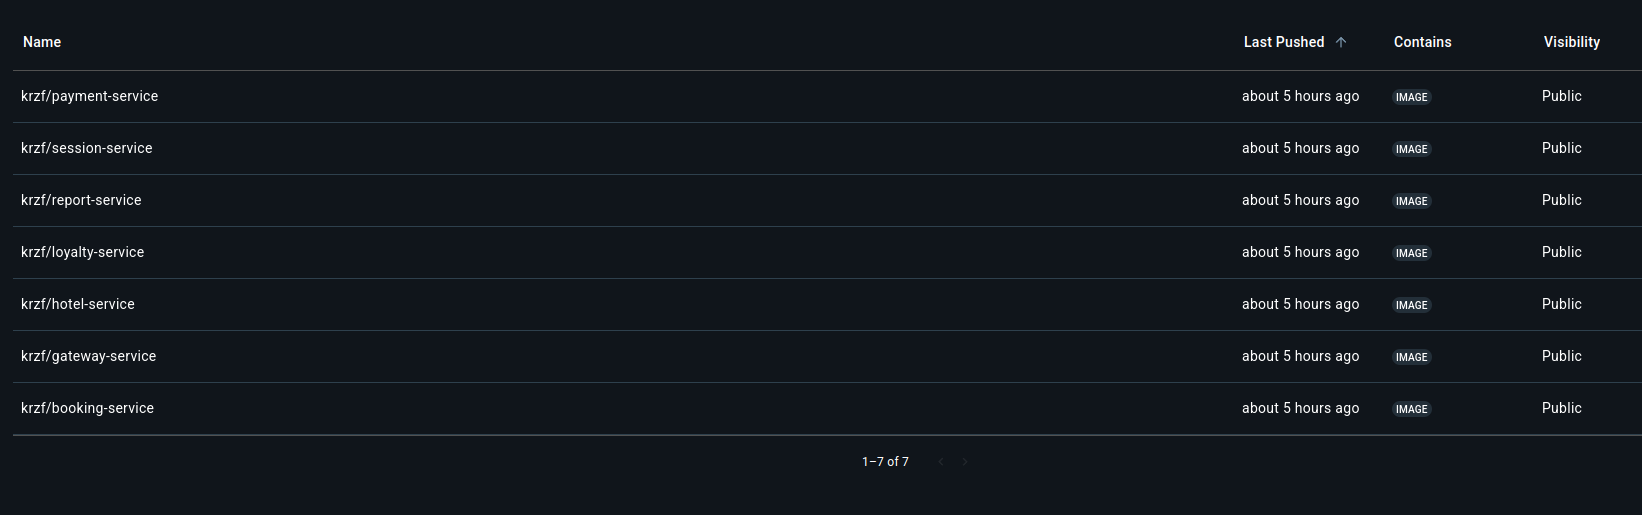 Name Last Pushed ↑ Contains Visibility
krzf/payment-service about 5 hours ago IMAGE Public
krzf/session-service about 5 hours ago IMAGE Public
krzf/report-service about 5 hours ago IMAGE Public
krzf/loyalty-service about 5 hours ago IMAGE Public
krzf/hotel-service about 5 hours ago IMAGE Public
krzf/gateway-service about 5 hours ago IMAGE Public
krzf/booking-service about 5 hours ago IMAGE Public
1–7 of 7